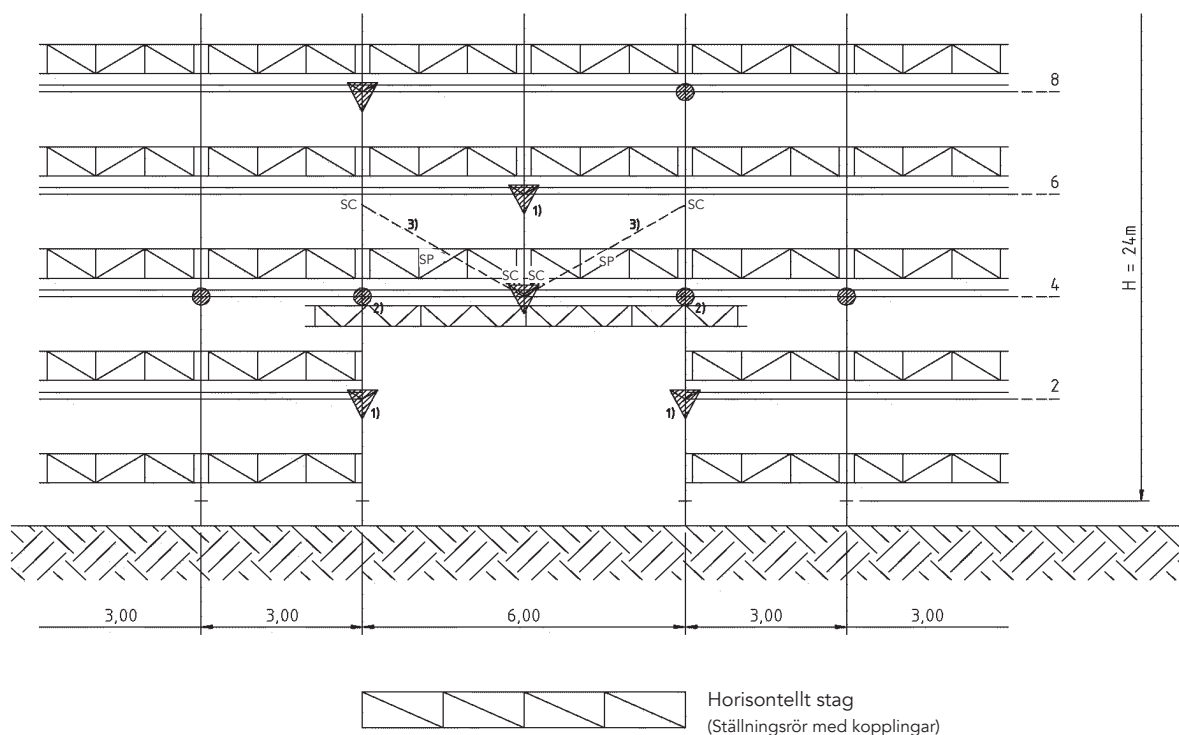 8
6
SC
3)
1)
3)
SC
SP
SC
SC
SP
4
2)
2)
H = 24m
2
1)
1)
3,00
3,00
6,00
3,00
3,00
Horisontellt stag
(Ställningsrör med kopplingar)